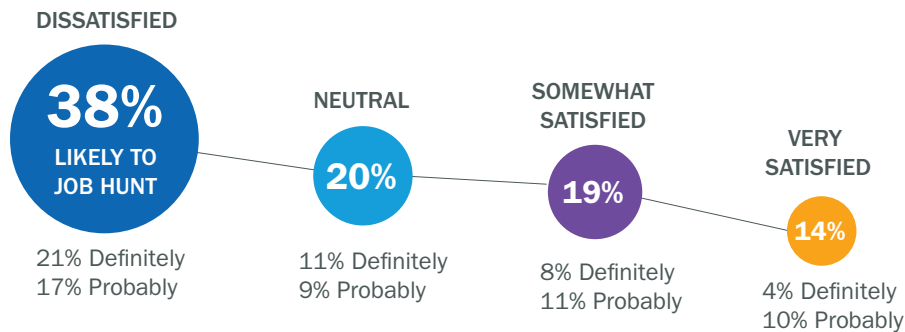 DISSATISFIED
38%
LIKELY TO
JOB HUNT
21% Definitely
17% Probably
NEUTRAL
20%
11% Definitely
9% Probably
SOMEWHAT
SATISFIED
19%
8% Definitely
11% Probably
VERY
SATISFIED
14%
4% Definitely
10% Probably